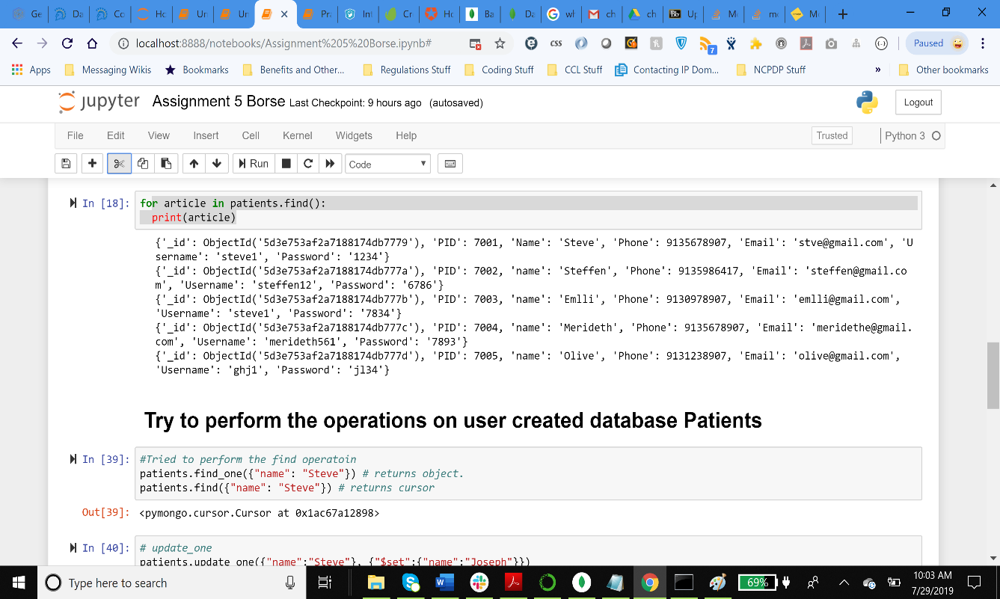 Ge
Da
Co
Ho
Un
Un
Pr
Int
Cr
Ho
Ba
Da
wh
ch
ch
Up
M
m
M
localhost:8888/notebooks/Assignment%205%20Borse.ipynb#
css
7
Paused
Apps
Messaging Wikis
Bookmarks
Benefits and Other...
Regulations Stuff
Coding Stuff
CCL Stuff
Contacting IP Dom...
NCPDP Stuff
»
Other bookmarks
jupyter Assignment 5 Borse Last Checkpoint: 9 hours ago (autosaved)
Logout
File Edit View Insert Cell Kernel Widgets Help
Trusted
Python 3
Run
Code
In [18]: for article in patients.find():
print(article)
{'_id': ObjectId('5d3e753af2a7188174db7779'), 'PID': 7001, 'Name': 'Steve', 'Phone': 9135678907, 'Email': 'stve@gmail.com', 'U
sername': 'steve1', 'Password': '1234'}
{'_id': ObjectId('5d3e753af2a7188174db777a'), 'PID': 7002, 'name': 'Steffen', 'Phone': 9135986417, 'Email': 'steffen@gmail.co
m', 'Username': 'steffen12', 'Password': '6786'}
{'_id': ObjectId('5d3e753af2a7188174db777b'), 'PID': 7003, 'name': 'Emlli', 'Phone': 9130978907, 'Email': 'emlli@gmail.com',
'Username': 'steve1', 'Password': '7834'}
{'_id': ObjectId('5d3e753af2a7188174db777c'), 'PID': 7004, 'name': 'Merideth', 'Phone': 9135678907, 'Email': 'meridethe@gmail.
com', 'Username': 'merideth561', 'Password': '7893'}
{'_id': ObjectId('5d3e753af2a7188174db777d'), 'PID': 7005, 'name': 'Olive', 'Phone': 9131238907, 'Email': 'olive@gmail.com',
'Username': 'ghj1', 'Password': 'jl34'}
Try to perform the operations on user created database Patients
In [39]: #Tried to perform the find operatoin
patients.find_one({"name": "Steve"}) # returns object.
patients.find({"name": "Steve"}) # returns cursor
Out[39]: <pymongo.cursor.Cursor at 0x1ac67a12898>
In [40]: # update_one
patients.update_one({"name":"Steve"}, {"$set":{"name":"Joseph"}})
Type here to search
69%
10:03 AM
7/29/2019